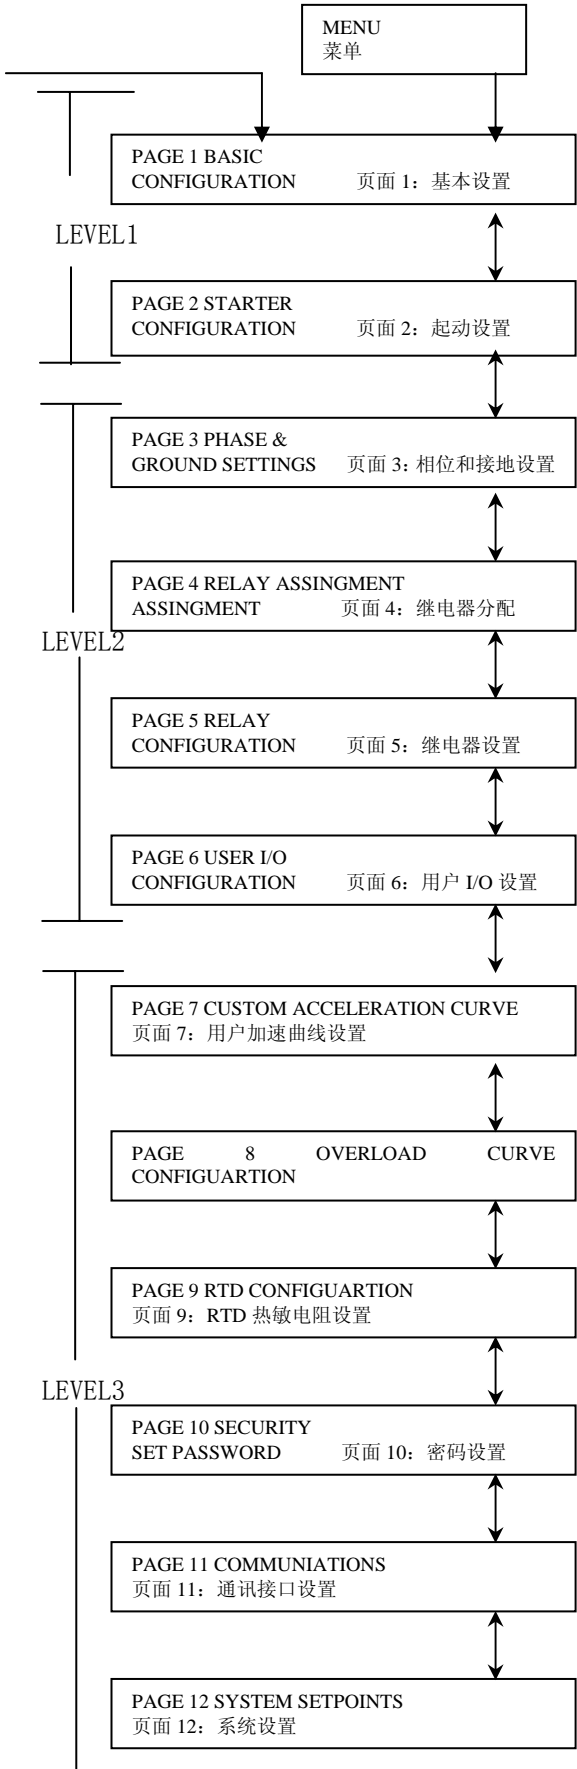 MENU
菜单
PAGE 1 BASIC
CONFIGURATION 页面 1：基本设置
LEVEL1
PAGE 2 STARTER
CONFIGURATION 页面 2：起动设置
PAGE 3 PHASE &
GROUND SETTINGS 页面 3：相位和接地设置
PAGE 4 RELAY ASSINGMENT
ASSINGMENT 页面 4：继电器分配
LEVEL2
PAGE 5 RELAY
CONFIGURATION 页面 5：继电器设置
PAGE 6 USER I/O
CONFIGURATION 页面 6：用户 I/O 设置
PAGE 7 CUSTOM ACCELERATION CURVE
页面 7：用户加速曲线设置
PAGE 8 OVERLOAD CURVE
CONFIGUARTION
PAGE 9 RTD CONFIGUARTION
页面 9：RTD 热敏电阻设置
LEVEL3
PAGE 10 SECURITY
SET PASSWORD 页面 10：密码设置
PAGE 11 COMMUNIATIONS
页面 11：通讯接口设置
PAGE 12 SYSTEM SETPOINTS
页面 12：系统设置